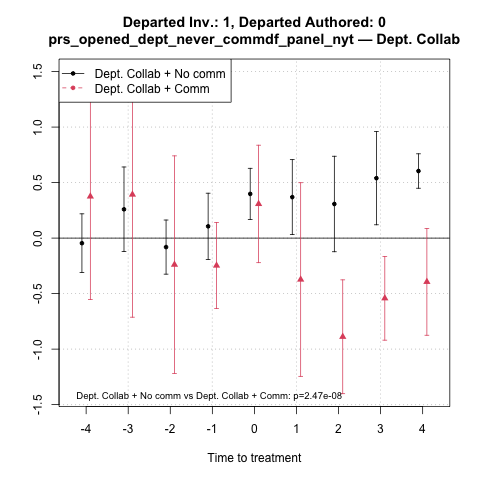 Departed Inv.: 1, Departed Authored: 0
prs_opened_dept_never_commdf_panel_nyt — Dept. Collab
Dept. Collab + No comm
Dept. Collab + Comm
1.5
1.0
0.5
0.0
-0.5
-1.0
-1.5
Dept. Collab + No comm vs Dept. Collab + Comm: p=2.47e-08
-4 -3 -2 -1 0 1 2 3 4
Time to treatment